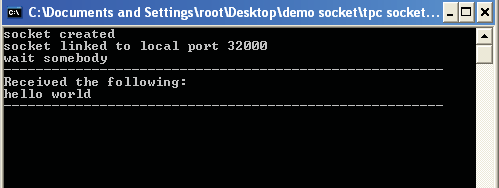 C:\Documents and Settings\root\Desktop\demo socket\tpc socket...
socket created
socket linked to local port 32000
wait somebody
Received the following:
hello world